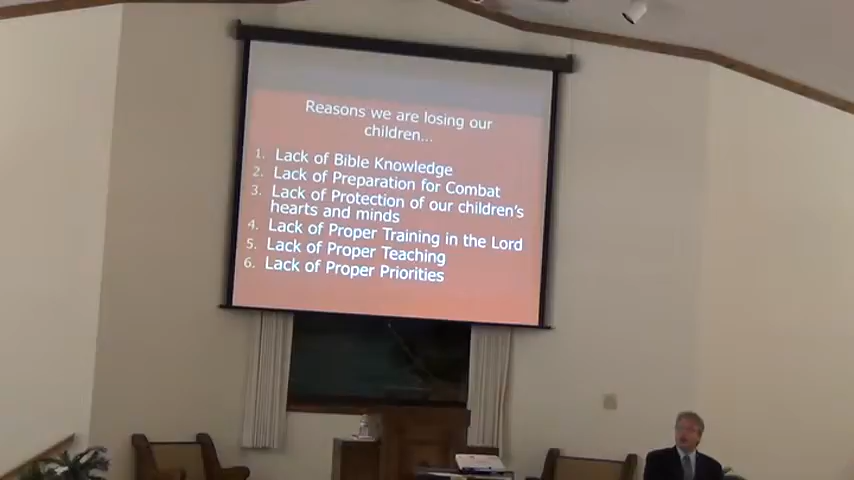 Reasons we are losing our
children...
1. Lack of Bible Knowledge
2. Lack of Preparation for Combat
3. Lack of Protection of our children's
hearts and minds
4. Lack of Proper Training in the Lord
5. Lack of Proper Teaching
6. Lack of Proper Priorities